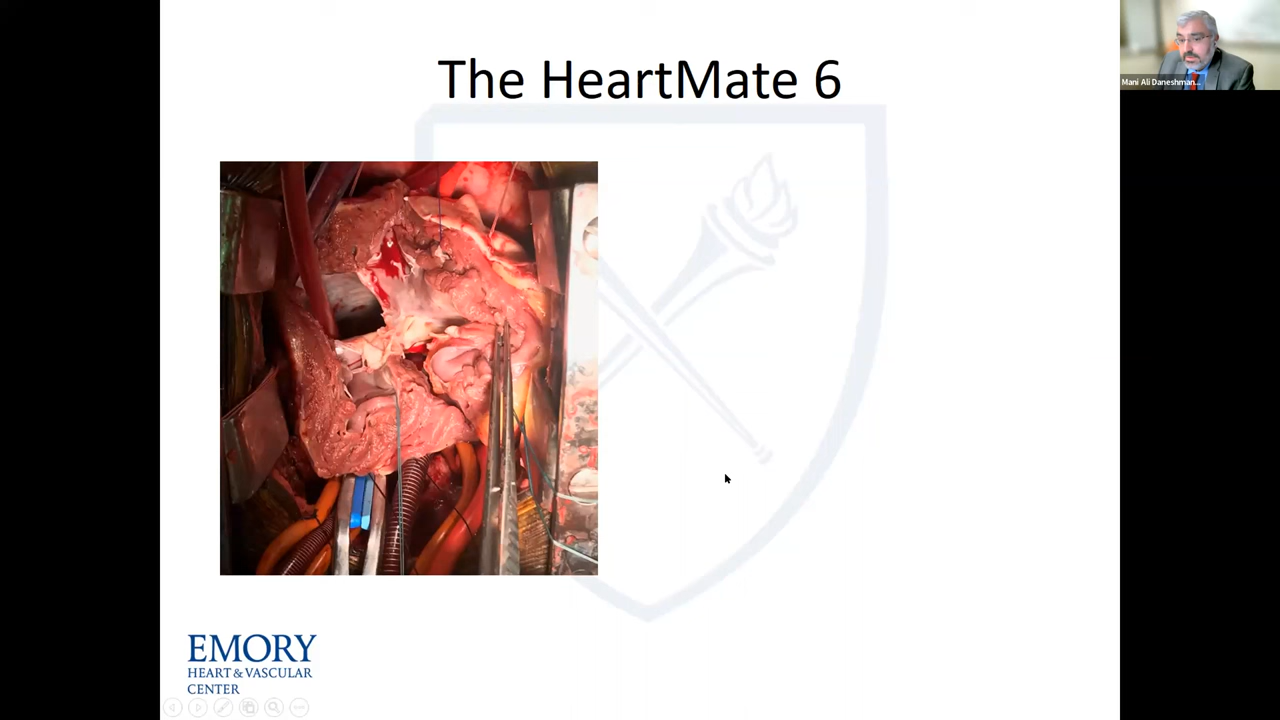 The HeartMate 6
Mani Ali Daneshman...
EMORY
HEART & VASCULAR
CENTER